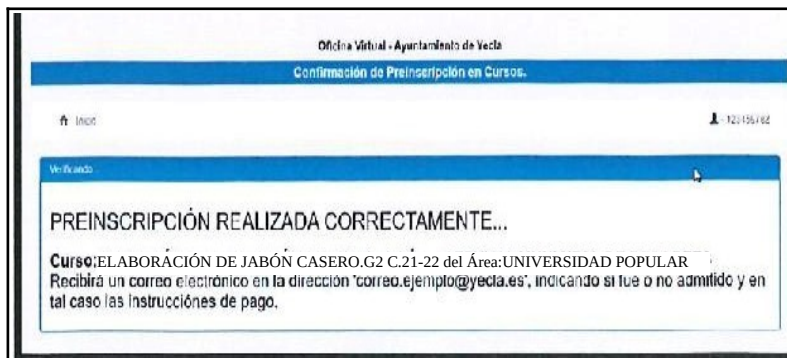 Oficina Virtual - Ayuntamiento de Yecla
Confirmación de Preinscripción en Cursos.
Inicio
Verificando
PREINSCRIPCIÓN REALIZADA CORRECTAMENTE...
Curso:ELABORACIÓN DE JABÓN CASERO.G2 C.21-22 del Área:UNIVERSIDAD POPULAR
Recibirá un correo electrónico en la dirección 'correo.ejemplo@yecla.es', indicando si fue o no admitido y en
tal caso las instrucciónes de pago.